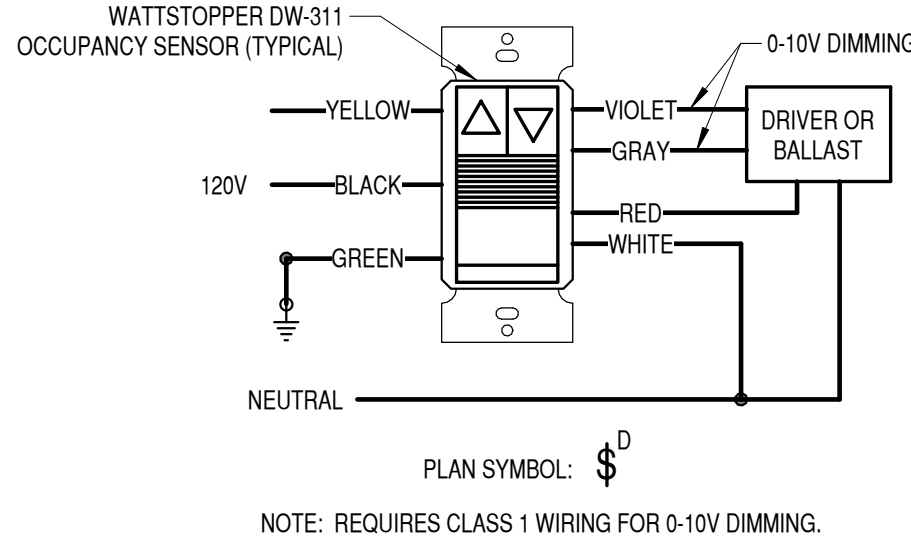 WATTSTOPPER DW-311
OCCUPANCY SENSOR (TYPICAL)
0-10V DIMMING
YELLOW
VIOLET
DRIVER OR
BALLAST
GRAY
120V
BLACK
RED
WHITE
GREEN
NEUTRAL
PLAN SYMBOL: $ D
NOTE: REQUIRES CLASS 1 WIRING FOR 0-10V DIMMING.